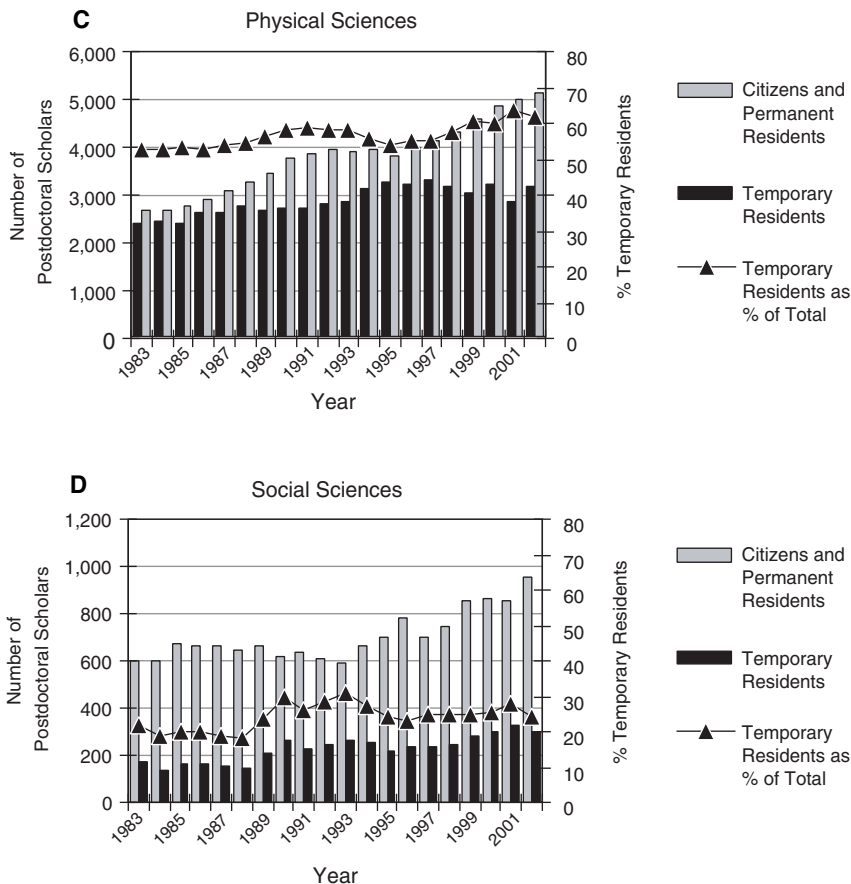 C
Physical Sciences
Number of
Postdoctoral Scholars
6,000
5,000
4,000
3,000
2,000
1,000
0
80
70
60
50
40
30
20
10
0
% Temporary Residents
1983
1985
1987
1989
1991
1993
1995
1997
1999
2001
Year
Citizens and
Permanent
Residents
Temporary
Residents
Temporary
Residents as
% of Total
D
Social Sciences
Number of
Postdoctoral Scholars
1,200
1,000
800
600
400
200
0
80
70
60
50
40
30
20
10
0
% Temporary Residents
1983
1985
1987
1989
1991
1993
1995
1997
1999
2001
Year
Citizens and
Permanent
Residents
Temporary
Residents
Temporary
Residents as
% of Total